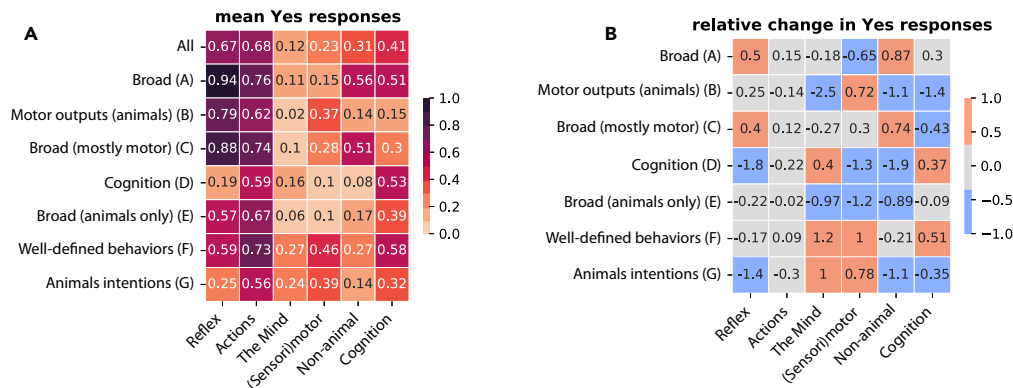 A
mean Yes responses
All
0.67 0.68 0.12 0.23 0.31 0.41
Broad (A)
0.94 0.76 0.11 0.15 0.56 0.51
Motor outputs (animals) (B)
0.79 0.62 0.02 0.37 0.14 0.15
Broad (mostly motor) (C)
0.88 0.74 0.1 0.28 0.51 0.3
Cognition (D)
0.19 0.59 0.16 0.1 0.08 0.53
Broad (animals only) (E)
0.57 0.67 0.06 0.1 0.17 0.39
Well-defined behaviors (F)
0.59 0.73 0.27 0.46 0.27 0.58
Animals intentions (G)
0.25 0.56 0.24 0.39 0.14 0.32
Reflex
Actions
The Mind
(Sensori)motor
Non-animal
Cognition
1.0
0.8
0.6
0.4
0.2
0.0
B
relative change in Yes responses
Broad (A)
0.5 0.15 -0.18 -0.65 0.87 0.3
Motor outputs (animals) (B)
0.25 -0.14 -2.5 0.72 -1.1 -1.4
Broad (mostly motor) (C)
0.4 0.12 -0.27 0.3 0.74 -0.43
Cognition (D)
-1.8 -0.22 0.4 -1.3 -1.9 0.37
Broad (animals only) (E)
-0.22 -0.02 -0.97 -1.2 -0.89 -0.09
Well-defined behaviors (F)
-0.17 0.09 1.2 1 -0.21 0.51
Animals intentions (G)
-1.4 -0.3 1 0.78 -1.1 -0.35
Reflex
Actions
The Mind
(Sensori)motor
Non-animal
Cognition
1.0
0.5
0.0
−0.5
−1.0